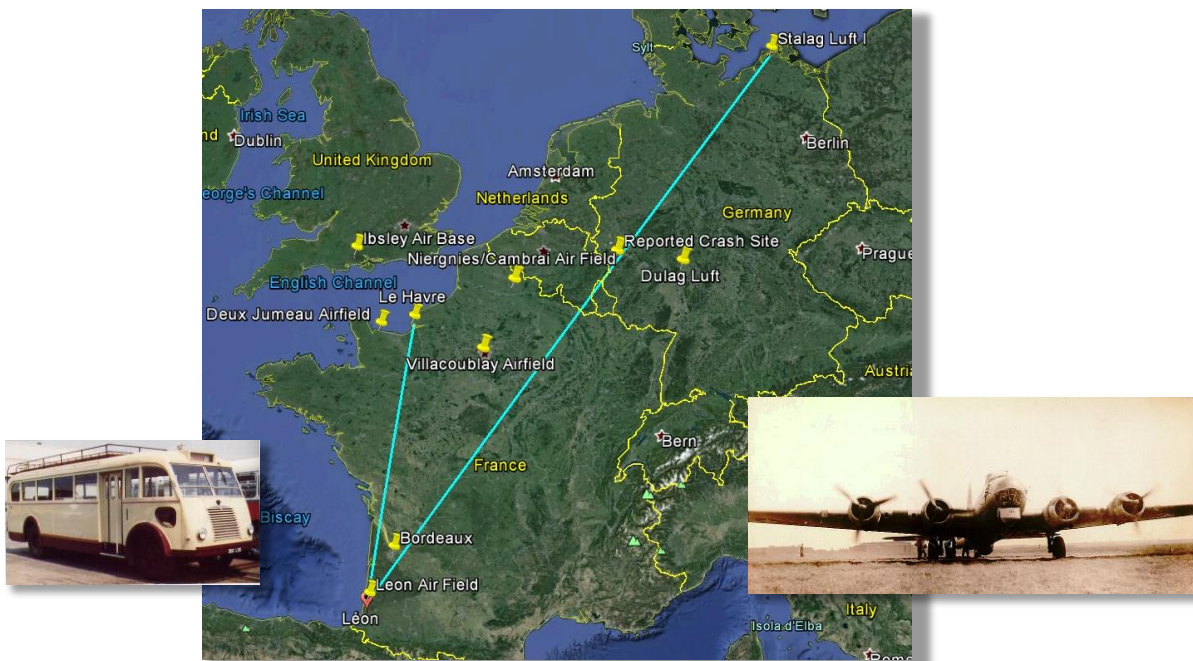 Stalag Luft I
Sylt
Irish Sea
nd
Dublin
Berlin
United Kingdom
Amsterdam
Netherlands
eorge's Channel
Germany
Ibsley Air Base
Reported Crash Site
Prague
Niergnies/Cambrai Air Field
Dulag Luft
English Channel
Le Havre
Deux Jumeau Airfield
Villacoublay Airfield
Austria
Bern
France
Biscay
Bordeaux
Leon Air Field
Léon
Italy
Isola d'Elba
Rome